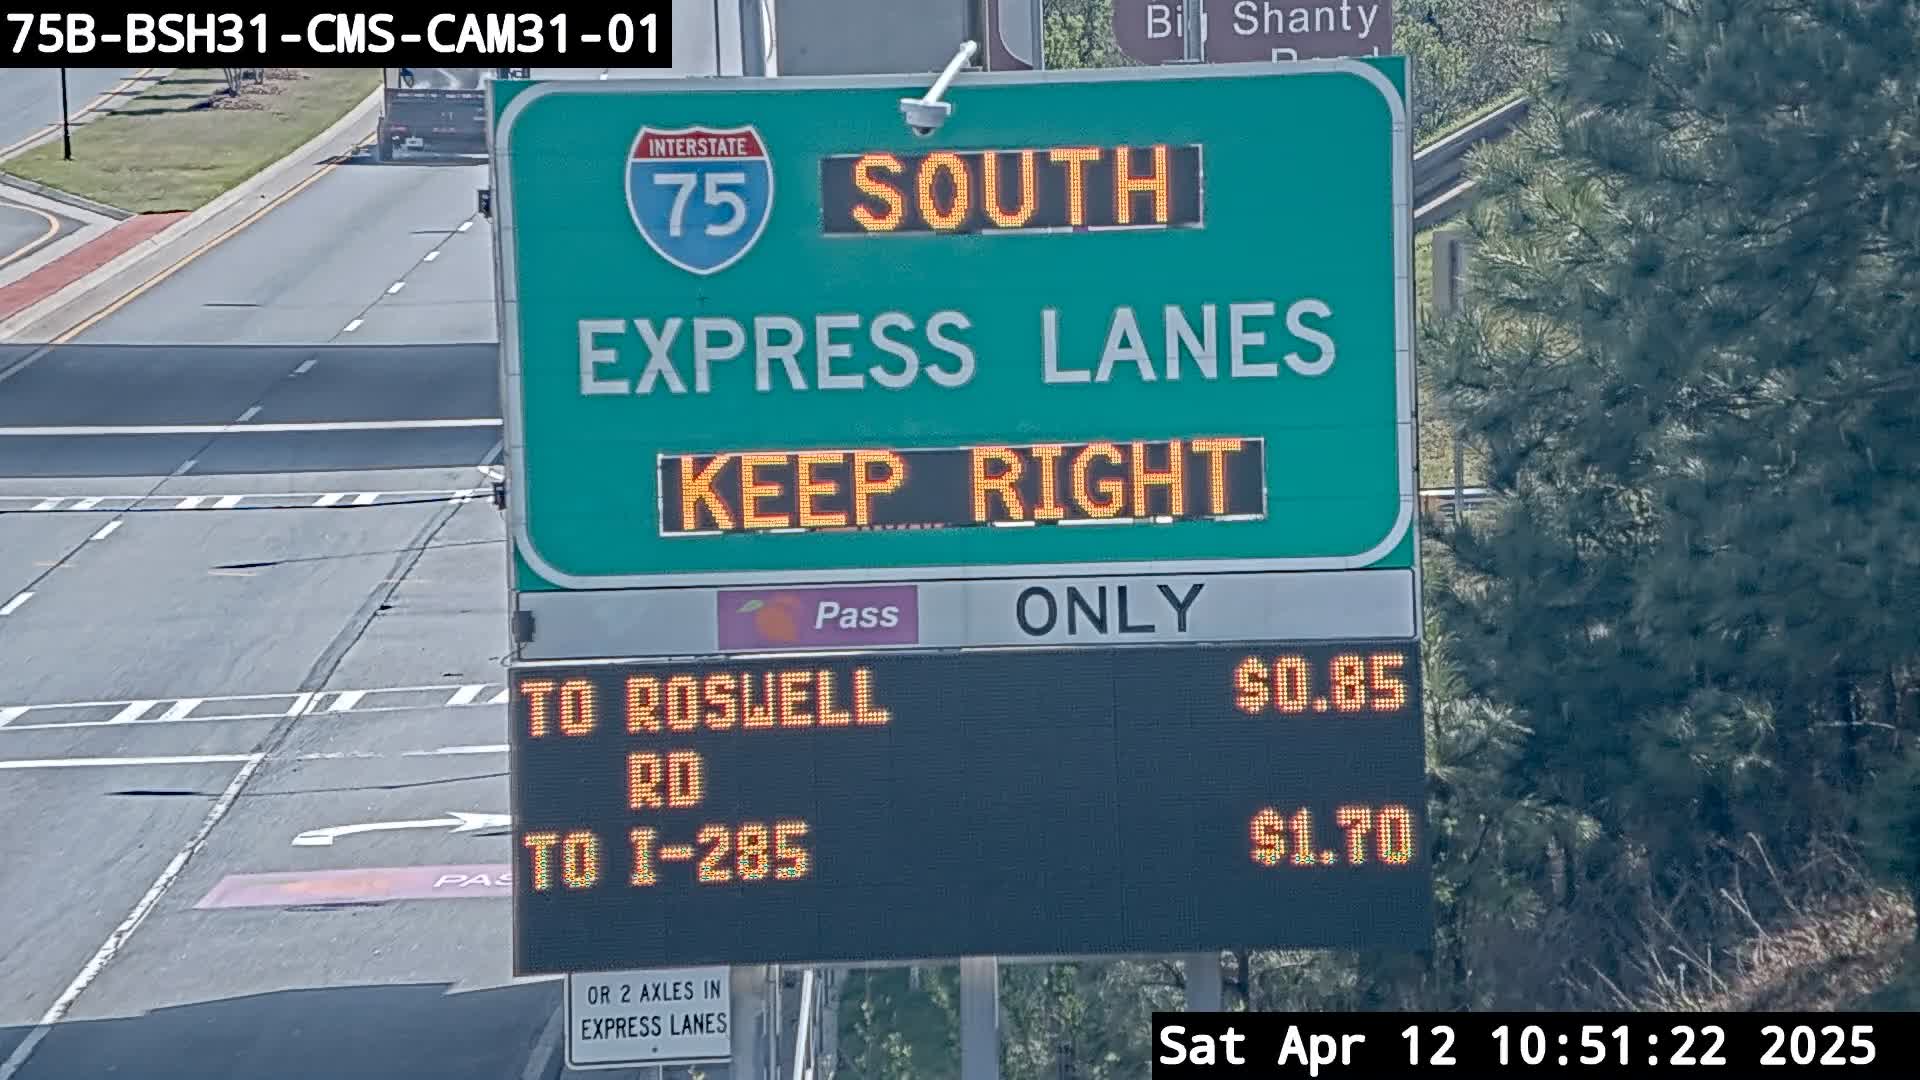 75B-BSH31-CMS-CAM31-01
Big Shanty
Road
INTERSTATE
75
SOUTH
EXPRESS LANES
KEEP RIGHT
Pass
ONLY
TO ROSWELL $0.85
RD
TO I-285 $1.70
PAS
OR 2 AXLES IN
EXPRESS LANES
Sat Apr 12 10:51:22 2025